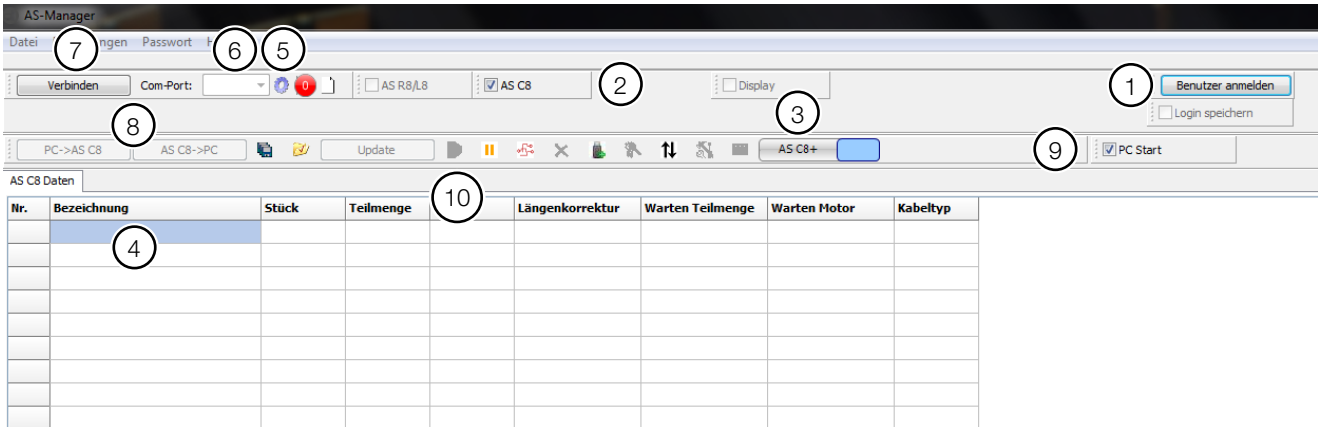 AS-Manager
Datei ngen Passwort H
7 6 5
Verbinden Com-Port: 0 AS R8/L8 AS C8 2 Display 1 Benutzer anmelden
3 Login speichern
8
PC->AS C8 AS C8->PC Update AS C8+ 9 PC Start
AS C8 Daten
10
Nr. Bezeichnung Stück Teilmenge Längenkorrektur Warten Teilmenge Warten Motor Kabeltyp
4